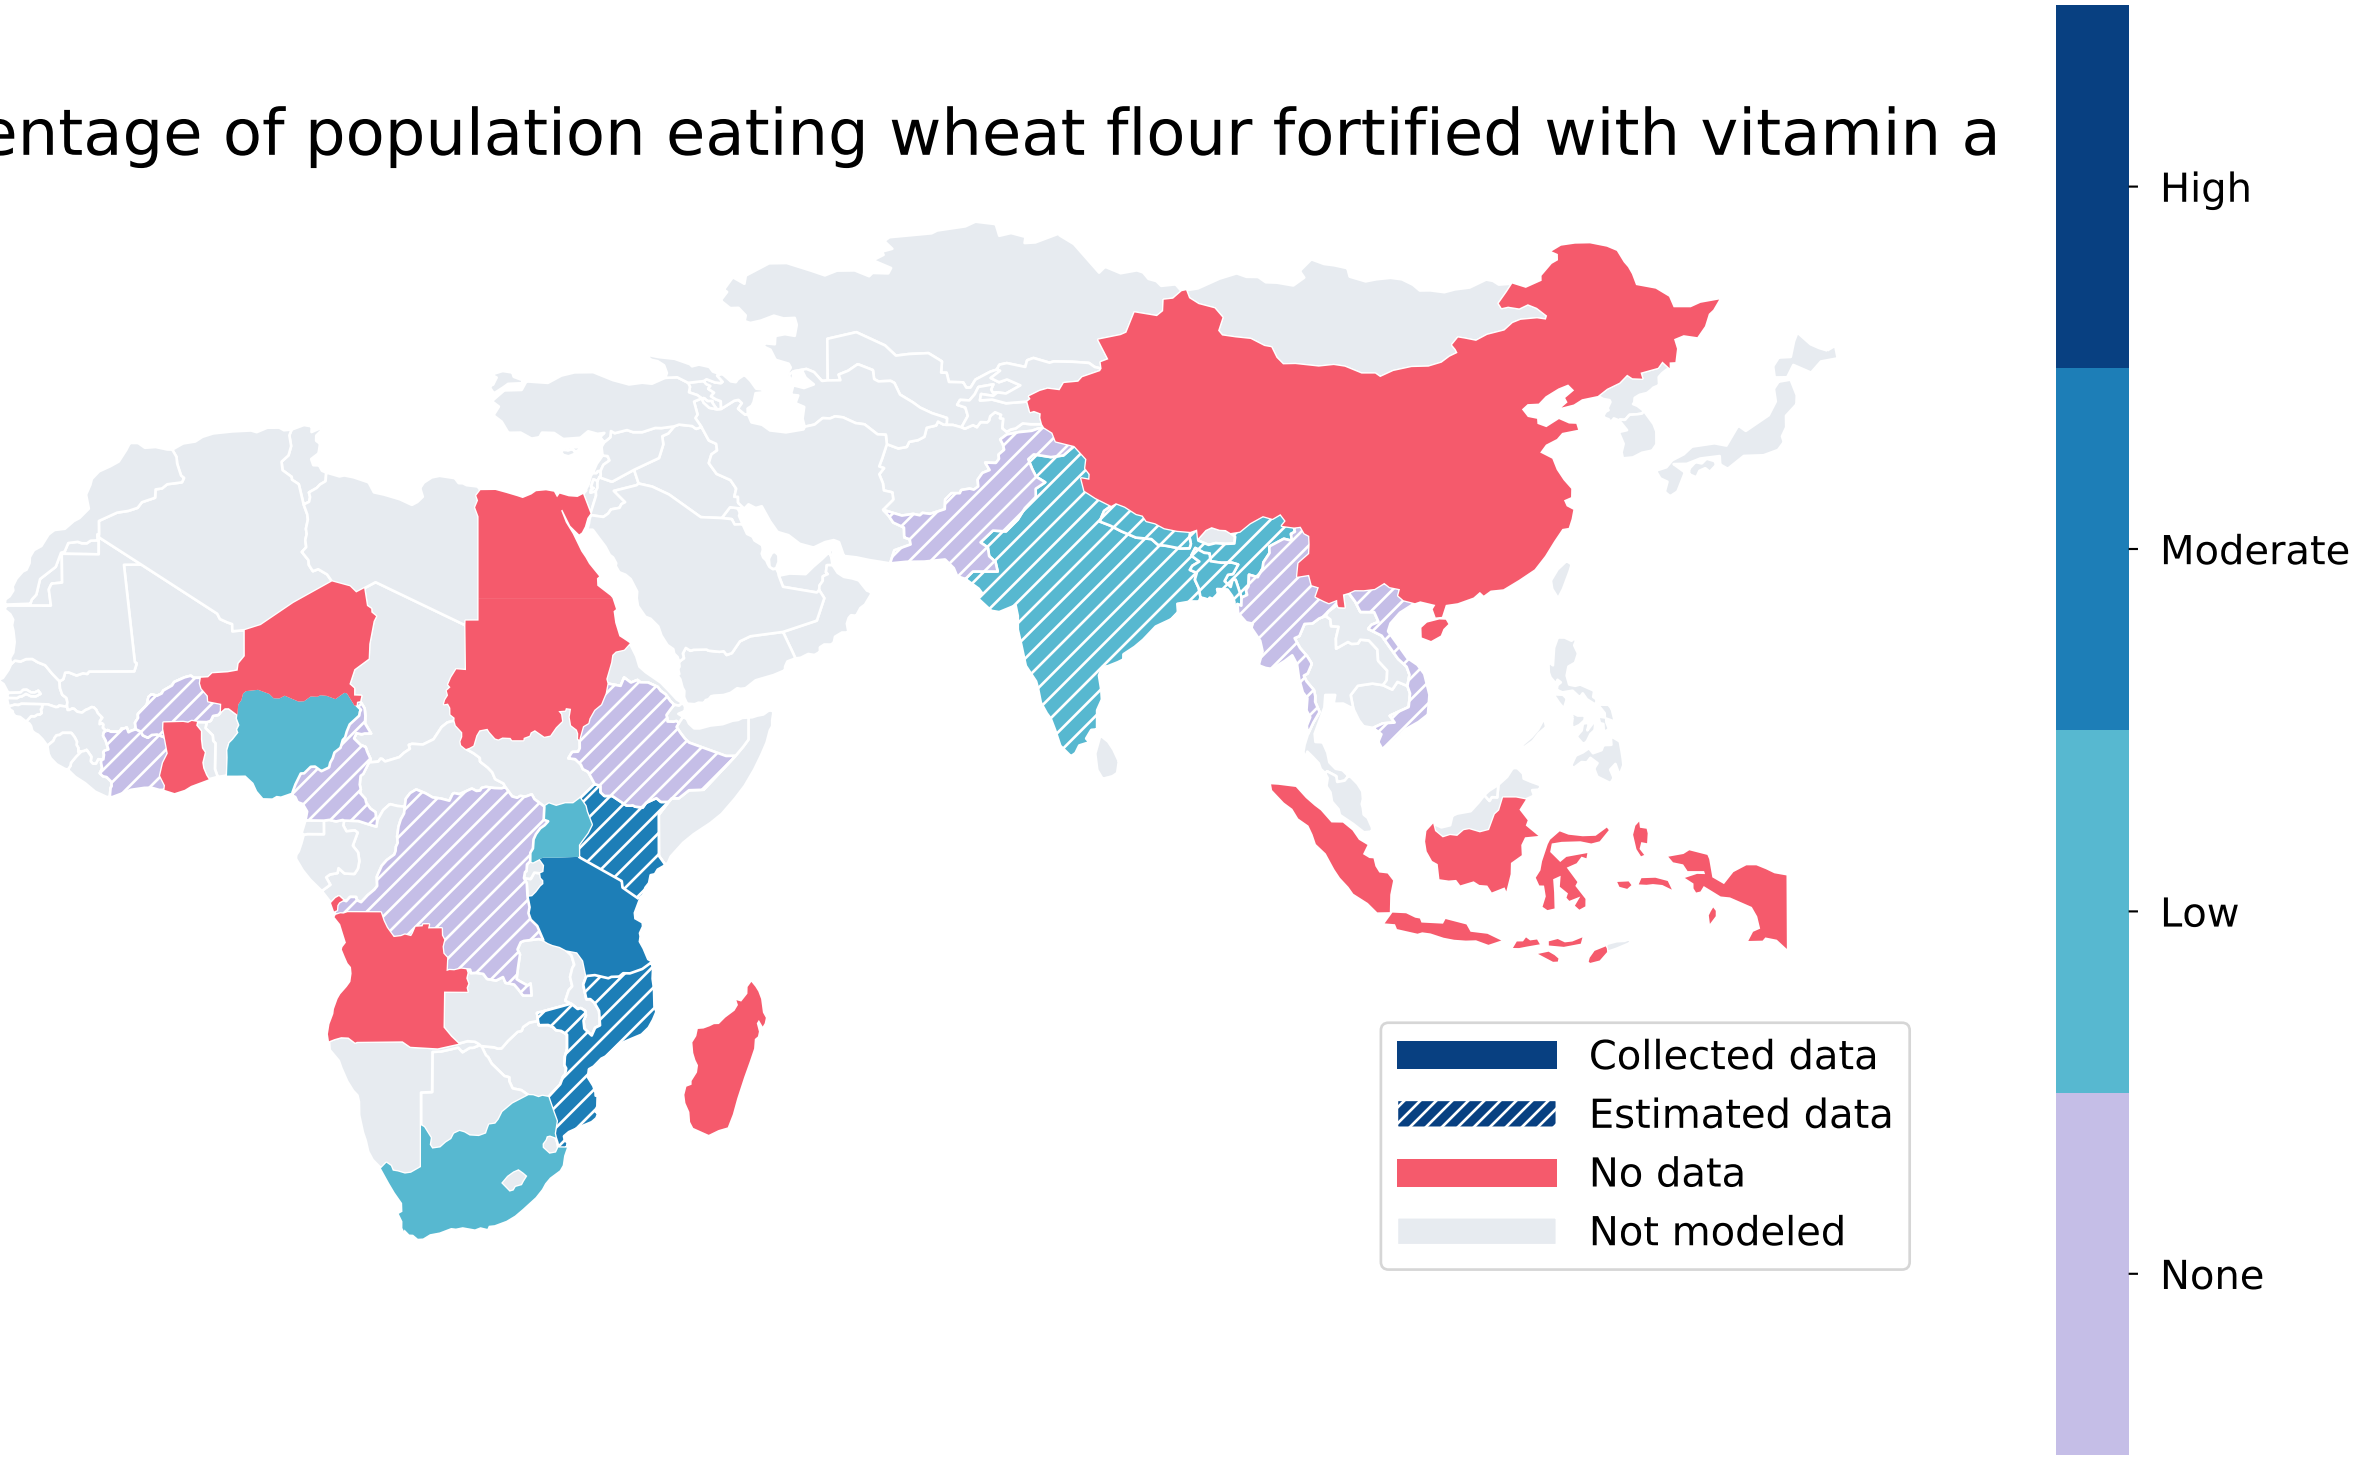 entage of population eating wheat flour fortified with vitamin a
High
Moderate
Low
None
Collected data
Estimated data
No data
Not modeled